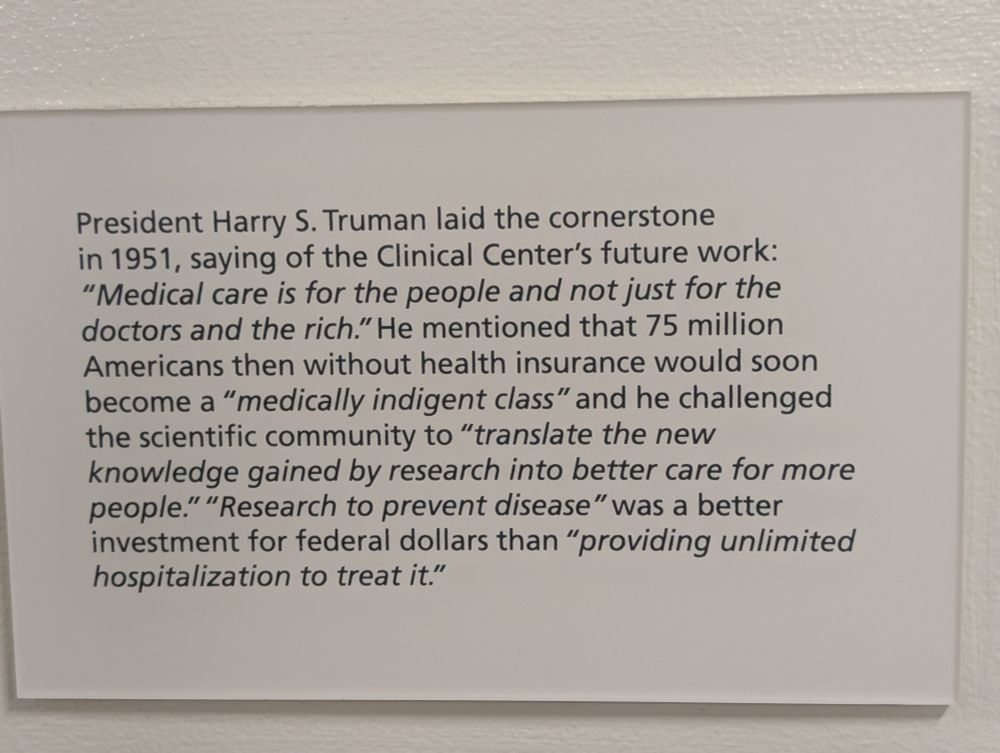 President Harry S. Truman laid the cornerstone
in 1951, saying of the Clinical Center’s future work:
“Medical care is for the people and not just for the
doctors and the rich.” He mentioned that 75 million
Americans then without health insurance would soon
become a “medically indigent class” and he challenged
the scientific community to “translate the new
knowledge gained by research into better care for more
people.” “Research to prevent disease” was a better
investment for federal dollars than “providing unlimited
hospitalization to treat it.”